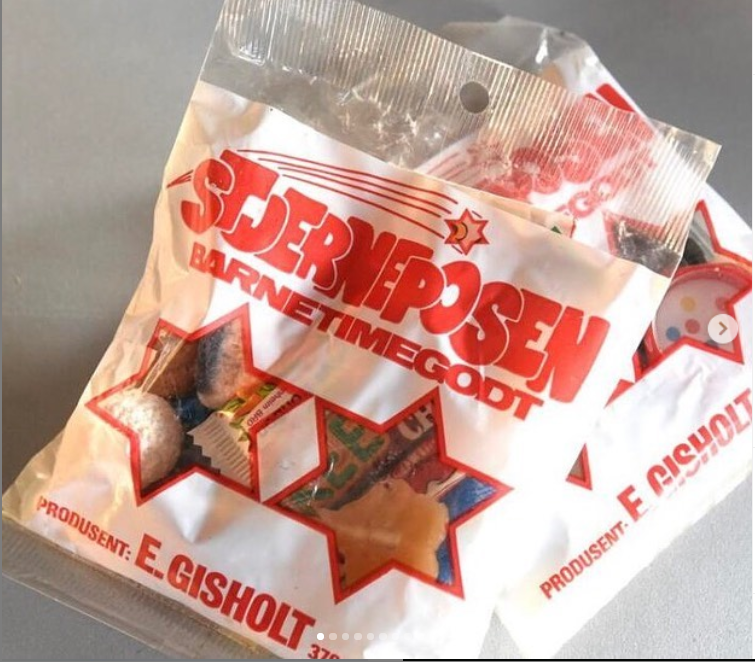 STJERNEPOSEN
BARNETIMEGODT
PRODUSENT: E. GISHOLT
PRODUSENT: E. GISHOLT